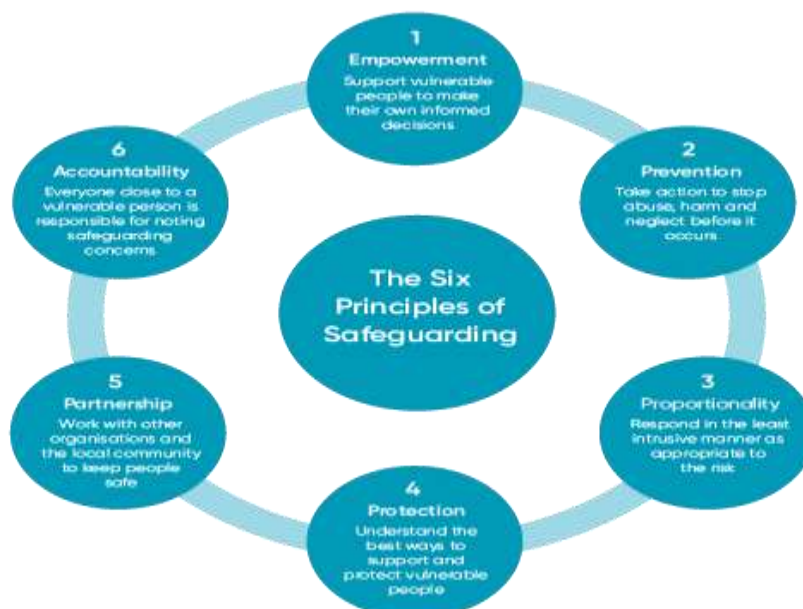 The Six
Principles of
Safeguarding
1
Empowerment
Support vulnerable
people to make
their own informed
decisions
2
Prevention
Take action to stop
abuse, harm and
neglect before it
occurs
3
Proportionality
Respond in the least
intrusive manner as
appropriate to
the risk
4
Protection
Understand the
best ways to
support and
protect vulnerable
people
5
Partnership
Work with other
organisations and
the local community
to keep people
safe
6
Accountability
Everyone close to a
vulnerable person is
responsible for noting
safeguarding
concerns